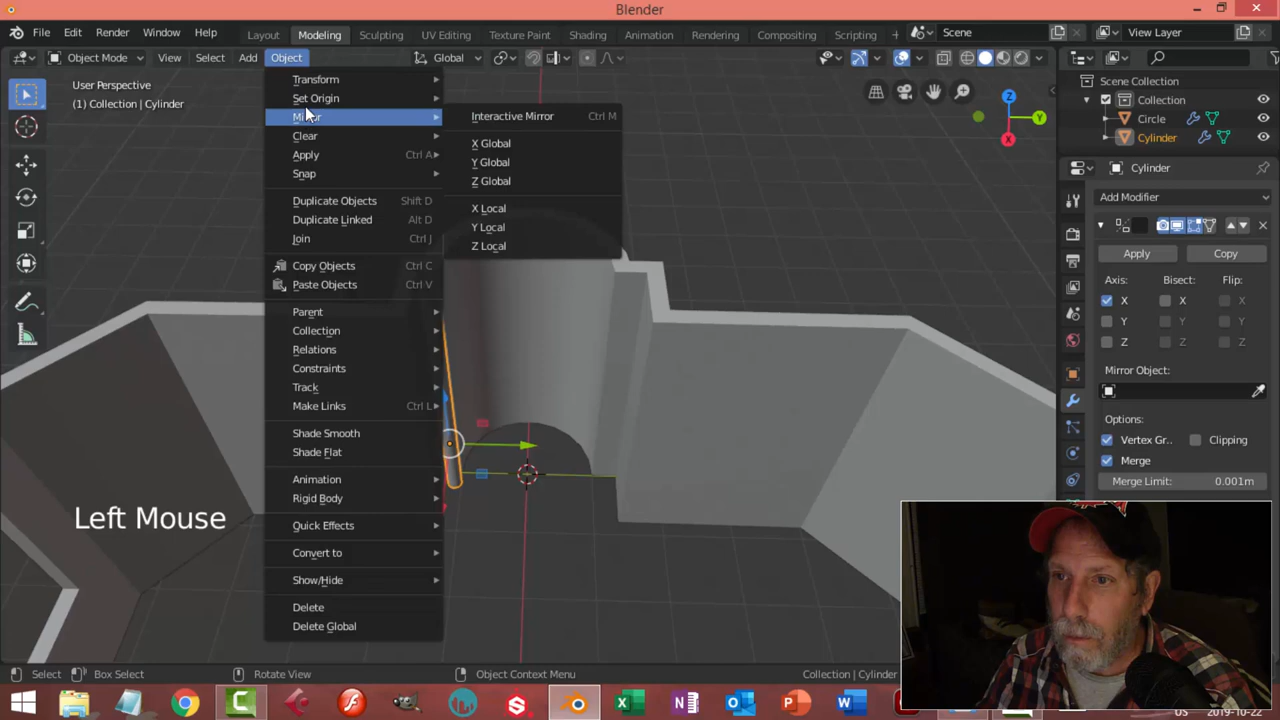 Blender
File Edit Render Window Help Layout Modeling Sculpting UV Editing Texture Paint Shading Animation Rendering Compositing Scripting Scene View Layer
Object Mode View Select Add Object Global
User Perspective
(1) Collection | Cylinder
Transform
Set Origin
Mirror
Clear
Apply Ctrl A
Snap
Duplicate Objects Shift D
Duplicate Linked Alt D
Join Ctrl J
Copy Objects Ctrl C
Paste Objects Ctrl V
Parent
Collection
Relations
Constraints
Track
Make Links Ctrl L
Shade Smooth
Shade Flat
Animation
Rigid Body
Quick Effects
Convert to
Show/Hide
Delete
Delete Global
Interactive Mirror Ctrl M
X Global
Y Global
Z Global
X Local
Y Local
Z Local
Z
Y
X
Scene Collection
Collection
Circle
Cylinder
Cylinder
Add Modifier
Apply Copy
Axis: Bisect: Flip:
X X X
Y Y Y
Z Z Z
Mirror Object:
Options:
Vertex Gr.. Clipping
Merge
Merge Limit: 0.001m
Left Mouse
Select Box Select Rotate View Object Context Menu Collection | Cylinder
US 2019-10-22